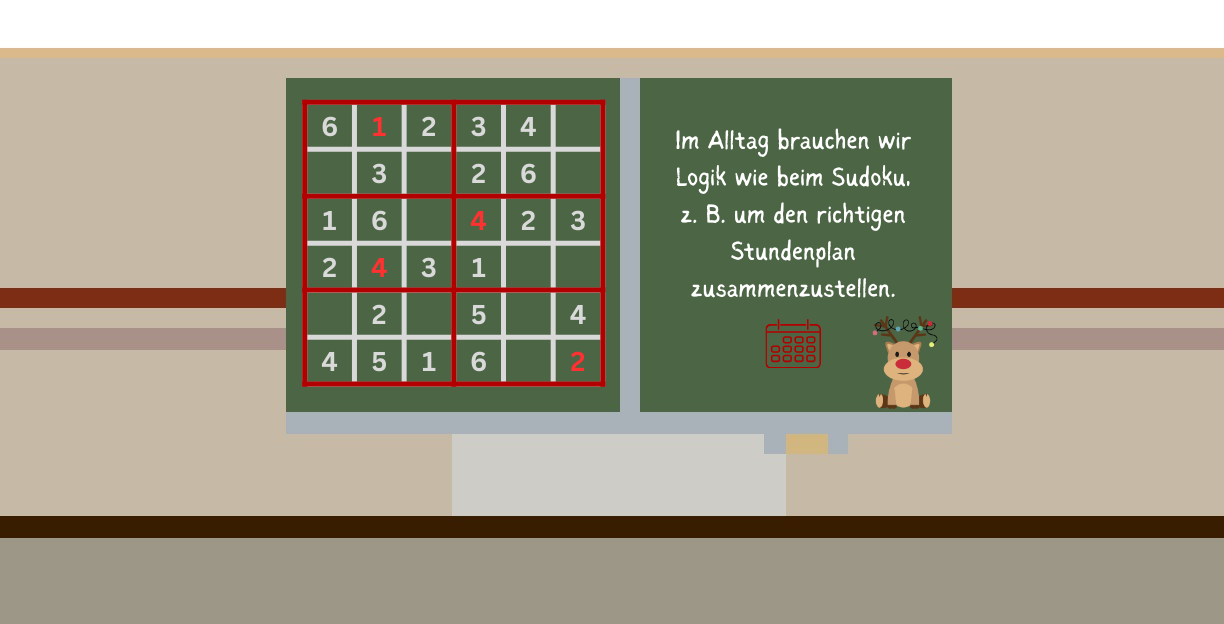 6 1 2 3 4
3 2 6
1 6 4 2 3
2 4 3 1
2 5 4
4 5 1 6 2
Im Alltag brauchen wir
Logik wie beim Sudoku.
z. B. um den richtigen
Stundenplan
zusammenzustellen.